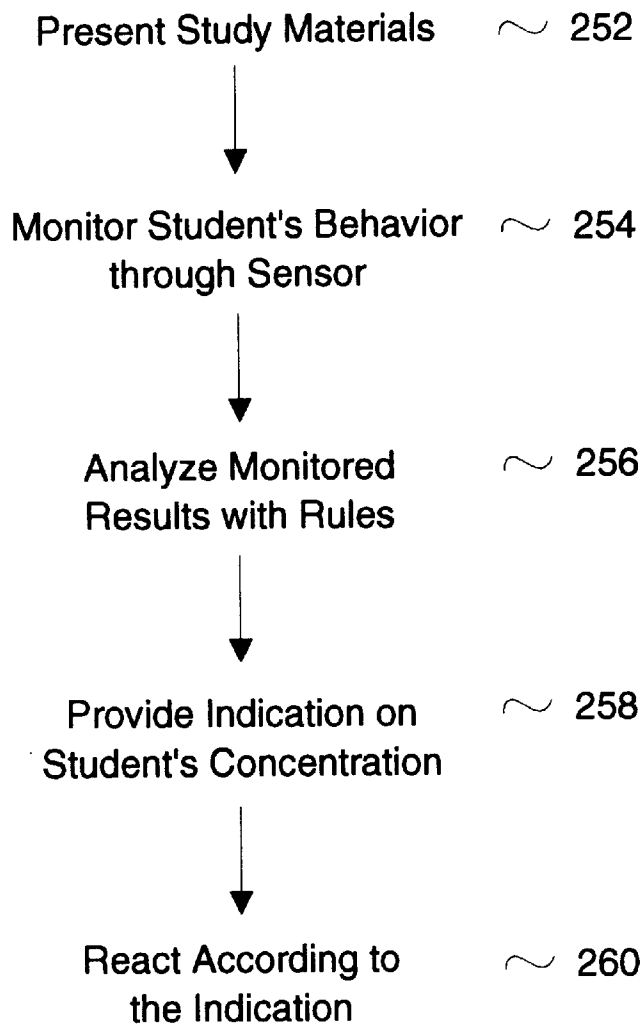 Present Study Materials 252
Monitor Student's Behavior 254
through Sensor
Analyze Monitored 256
Results with Rules
Provide Indication on 258
Student's Concentration
React According to 260
the Indication